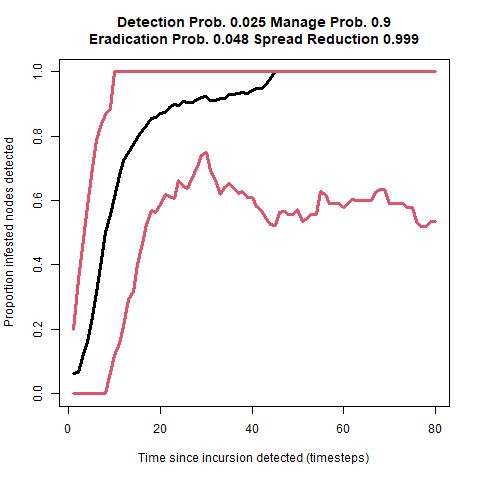 Detection Prob. 0.025 Manage Prob. 0.9
Eradication Prob. 0.048 Spread Reduction 0.999
Proportion infested nodes detected
1.0
0.8
0.6
0.4
0.2
0.0
0
20
40
60
80
Time since incursion detected (timesteps)